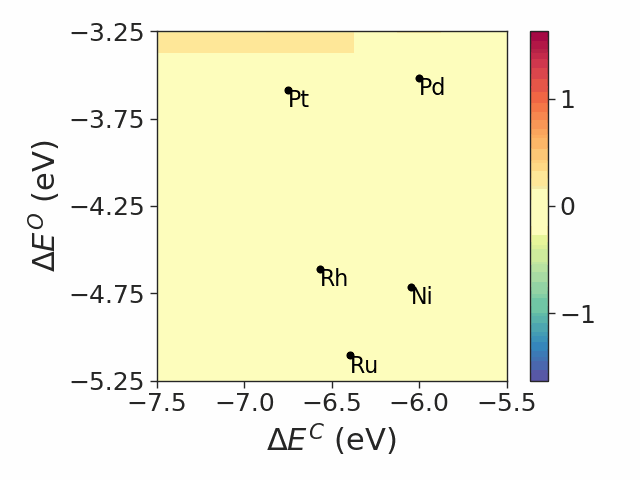 −3.25
−3.75
−4.25
−4.75
−5.25
ΔE^O (eV)
Pt
Pd
Rh
Ni
Ru
−7.5 −7.0 −6.5 −6.0 −5.5
ΔE^C (eV)
1
0
−1